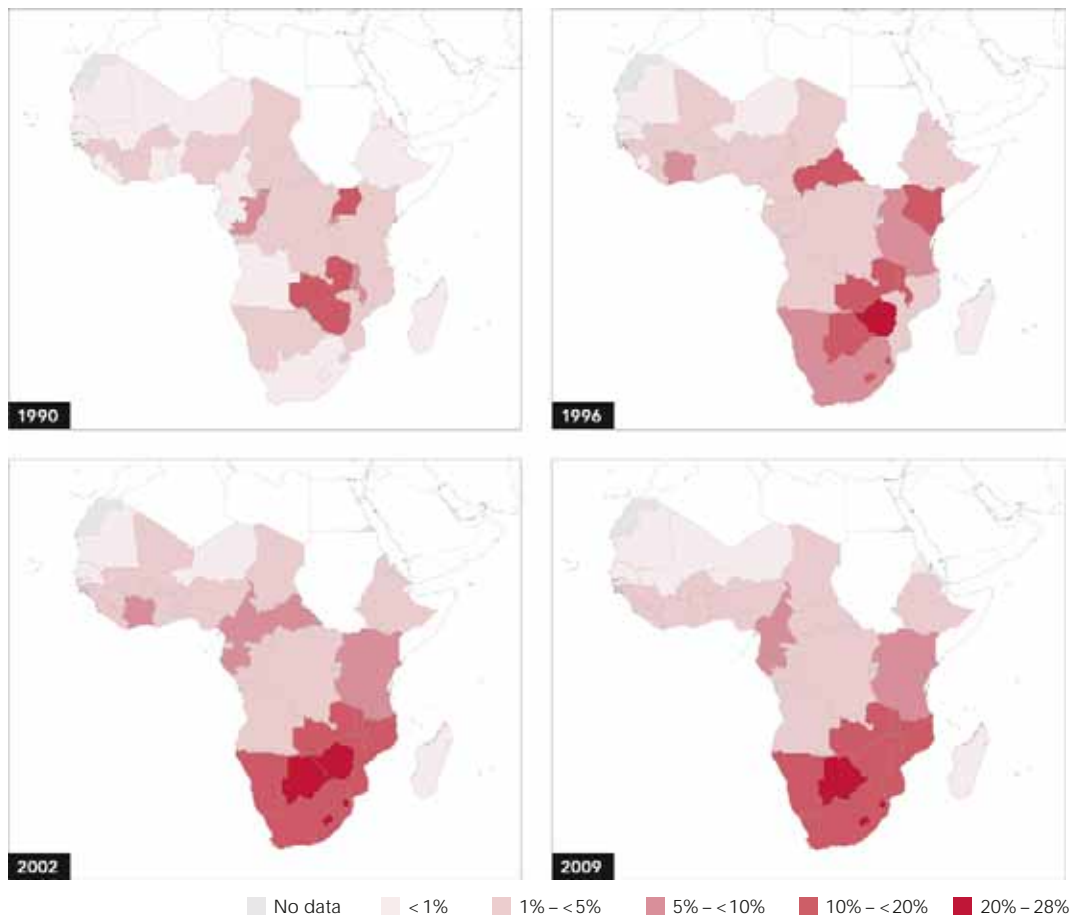 1990
1996
2002
2009
No data
< 1%
1% – <5%
5% – <10%
10% – <20%
20% – 28%